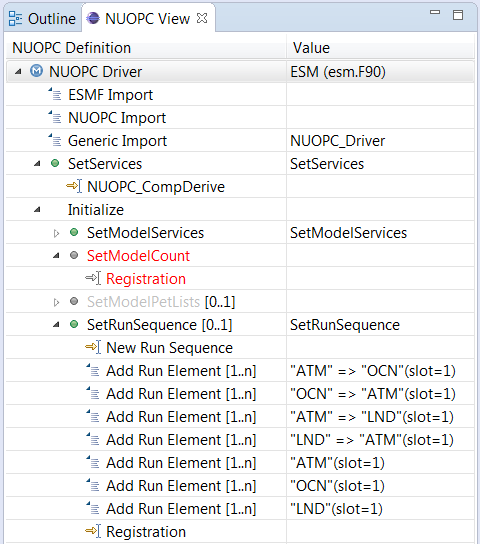 Outline NUOPC View
NUOPC Definition Value
NUOPC Driver ESM (esm.F90)
ESMF Import
NUOPC Import
Generic Import NUOPC_Driver
SetServices SetServices
NUOPC_CompDerive
Initialize
SetModelServices SetModelServices
SetModelCount
Registration
SetModelPetLists [0..1]
SetRunSequence [0..1] SetRunSequence
New Run Sequence
Add Run Element [1..n] "ATM" => "OCN"(slot=1)
Add Run Element [1..n] "OCN" => "ATM"(slot=1)
Add Run Element [1..n] "ATM" => "LND"(slot=1)
Add Run Element [1..n] "LND" => "ATM"(slot=1)
Add Run Element [1..n] "ATM"(slot=1)
Add Run Element [1..n] "OCN"(slot=1)
Add Run Element [1..n] "LND"(slot=1)
Registration